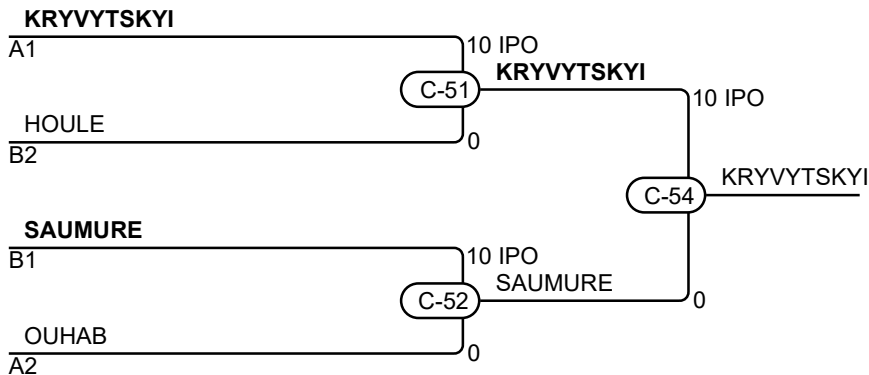 KRYVYTSKYI
A1
10 IPO
KRYVYTSKYI
C-51
10 IPO
HOULE
0
B2
C-54
KRYVYTSKYI
SAUMURE
B1
10 IPO
SAUMURE
C-52
0
OUHAB
0
A2